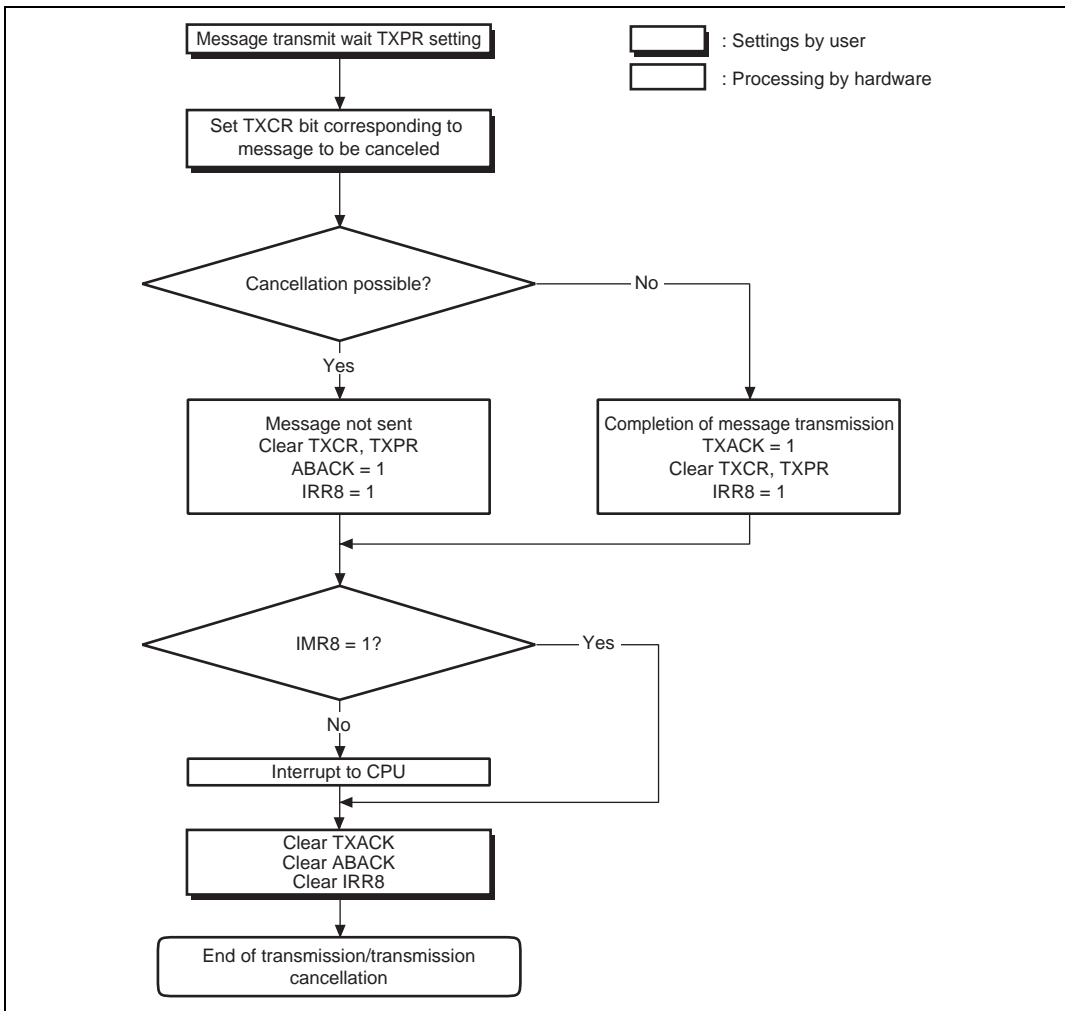 Message transmit wait TXPR setting
: Settings by user
: Processing by hardware
Set TXCR bit corresponding to
message to be canceled
Cancellation possible?
No
Yes
Message not sent
Clear TXCR, TXPR
ABACK = 1
IRR8 = 1
Completion of message transmission
TXACK = 1
Clear TXCR, TXPR
IRR8 = 1
IMR8 = 1?
Yes
No
Interrupt to CPU
Clear TXACK
Clear ABACK
Clear IRR8
End of transmission/transmission
cancellation